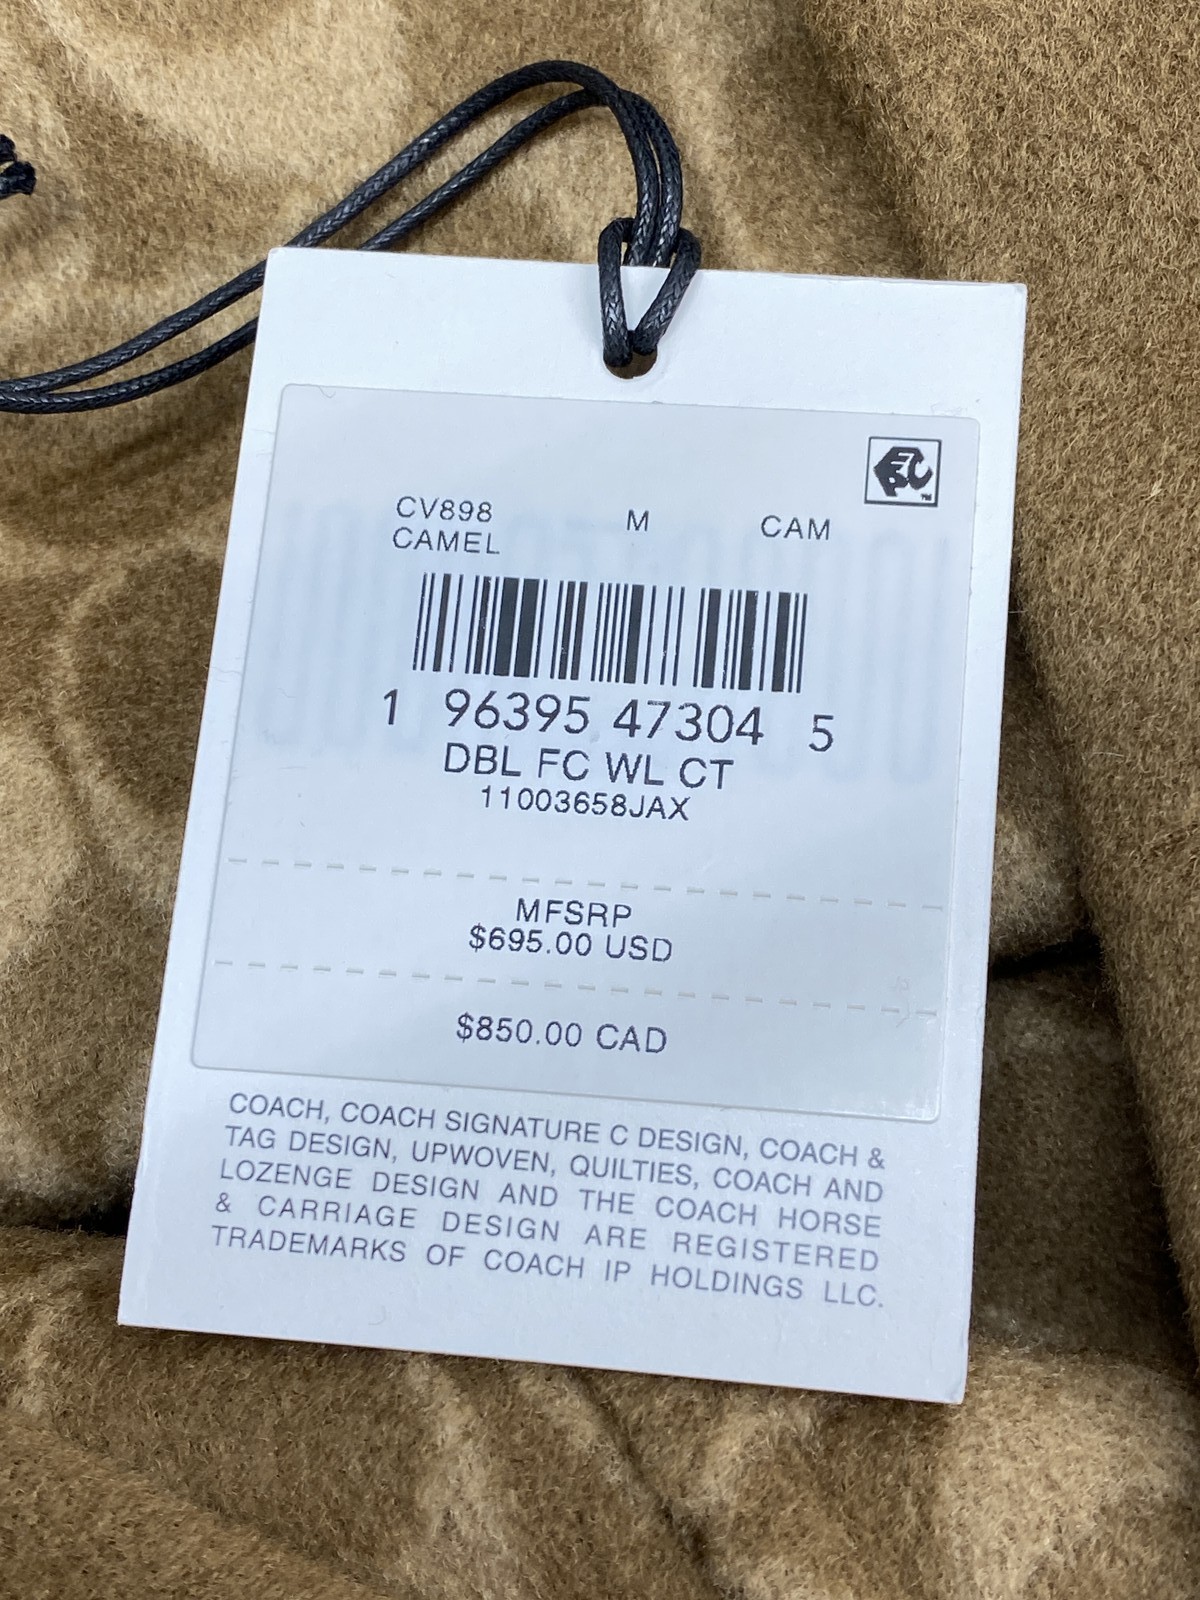 CV898 M CAM
CAMEL
1 96395 47304 5
DBL FC WL CT
11003658JAX
MFSRP
$695.00 USD
$850.00 CAD
COACH, COACH SIGNATURE C DESIGN, COACH &
TAG DESIGN, UPWOVEN, QUILTIES, COACH AND
LOZENGE DESIGN AND THE COACH HORSE
& CARRIAGE DESIGN ARE REGISTERED
TRADEMARKS OF COACH IP HOLDINGS LLC.